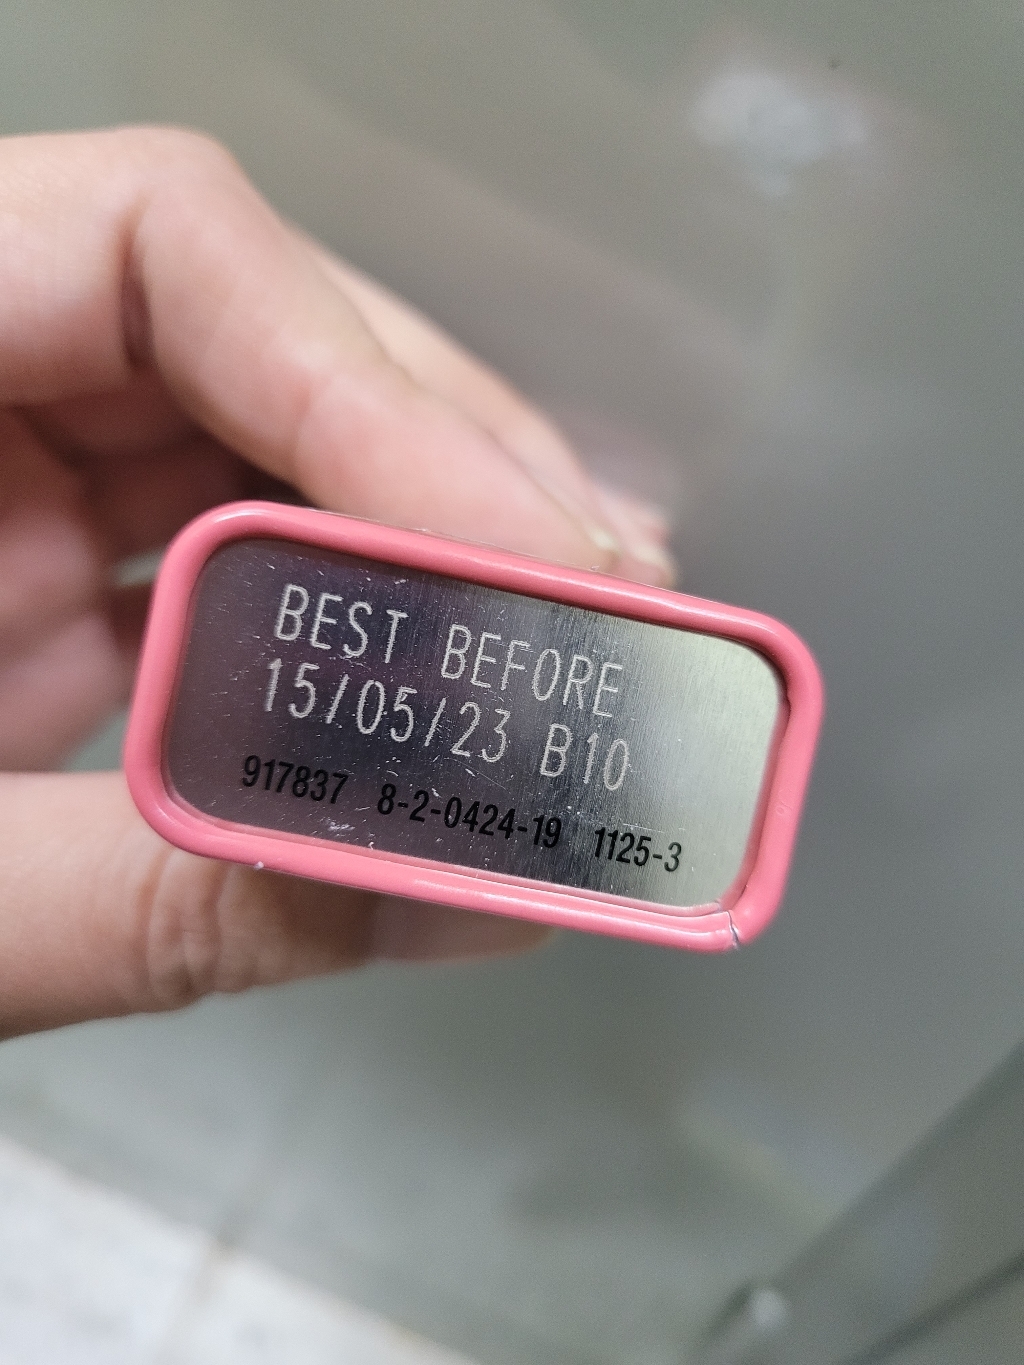 BEST BEFORE
15/05/23 B10
917837 8-2-0424-19 1125-3